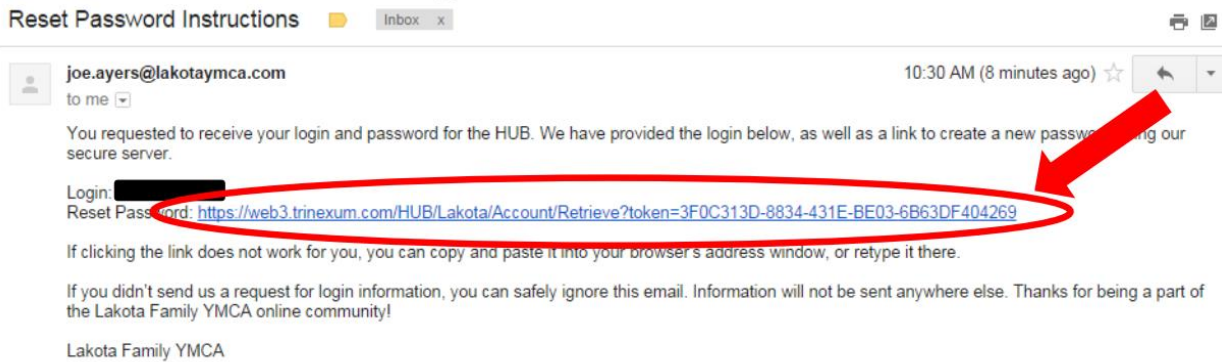 Reset Password Instructions Inbox x
joe.ayers@lakotaymca.com 10:30 AM (8 minutes ago)
to me
You requested to receive your login and password for the HUB. We have provided the login below, as well as a link to create a new our
secure server.
Login:
Reset Password: https://web3.trinexum.com/HUB/Lakota/Account/Retrieve?token=3F0C313D-8834-431E-BE03-6B63DF404269
If clicking the link does not work for you, you can copy and paste it into your browser's address window, or retype it there.
If you didn't send us a request for login information, you can safely ignore this email. Information will not be sent anywhere else. Thanks for being a part of
the Lakota Family YMCA online community!
Lakota Family YMCA